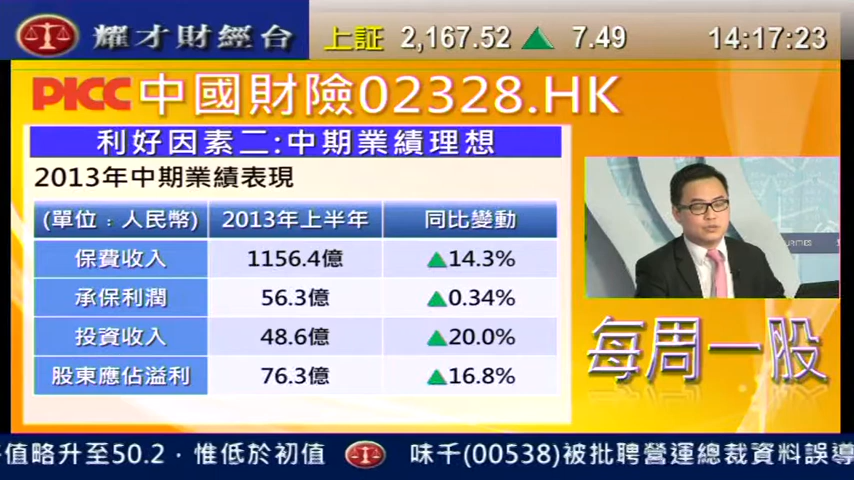 耀才財經台
上証 2,167.52 ▲ 7.49 14:17:23
PICC中國財險02328.HK
利好因素二:中期業績理想
2013年中期業績表現
(單位：人民幣) 2013年上半年 同比變動
保費收入 1156.4億 ▲14.3%
承保利潤 56.3億 ▲0.34%
投資收入 48.6億 ▲20.0%
股東應佔溢利 76.3億 ▲16.8%
每周一股
值略升至50.2，惟低於初值 味千(00538)被批聘營運總裁資料誤導